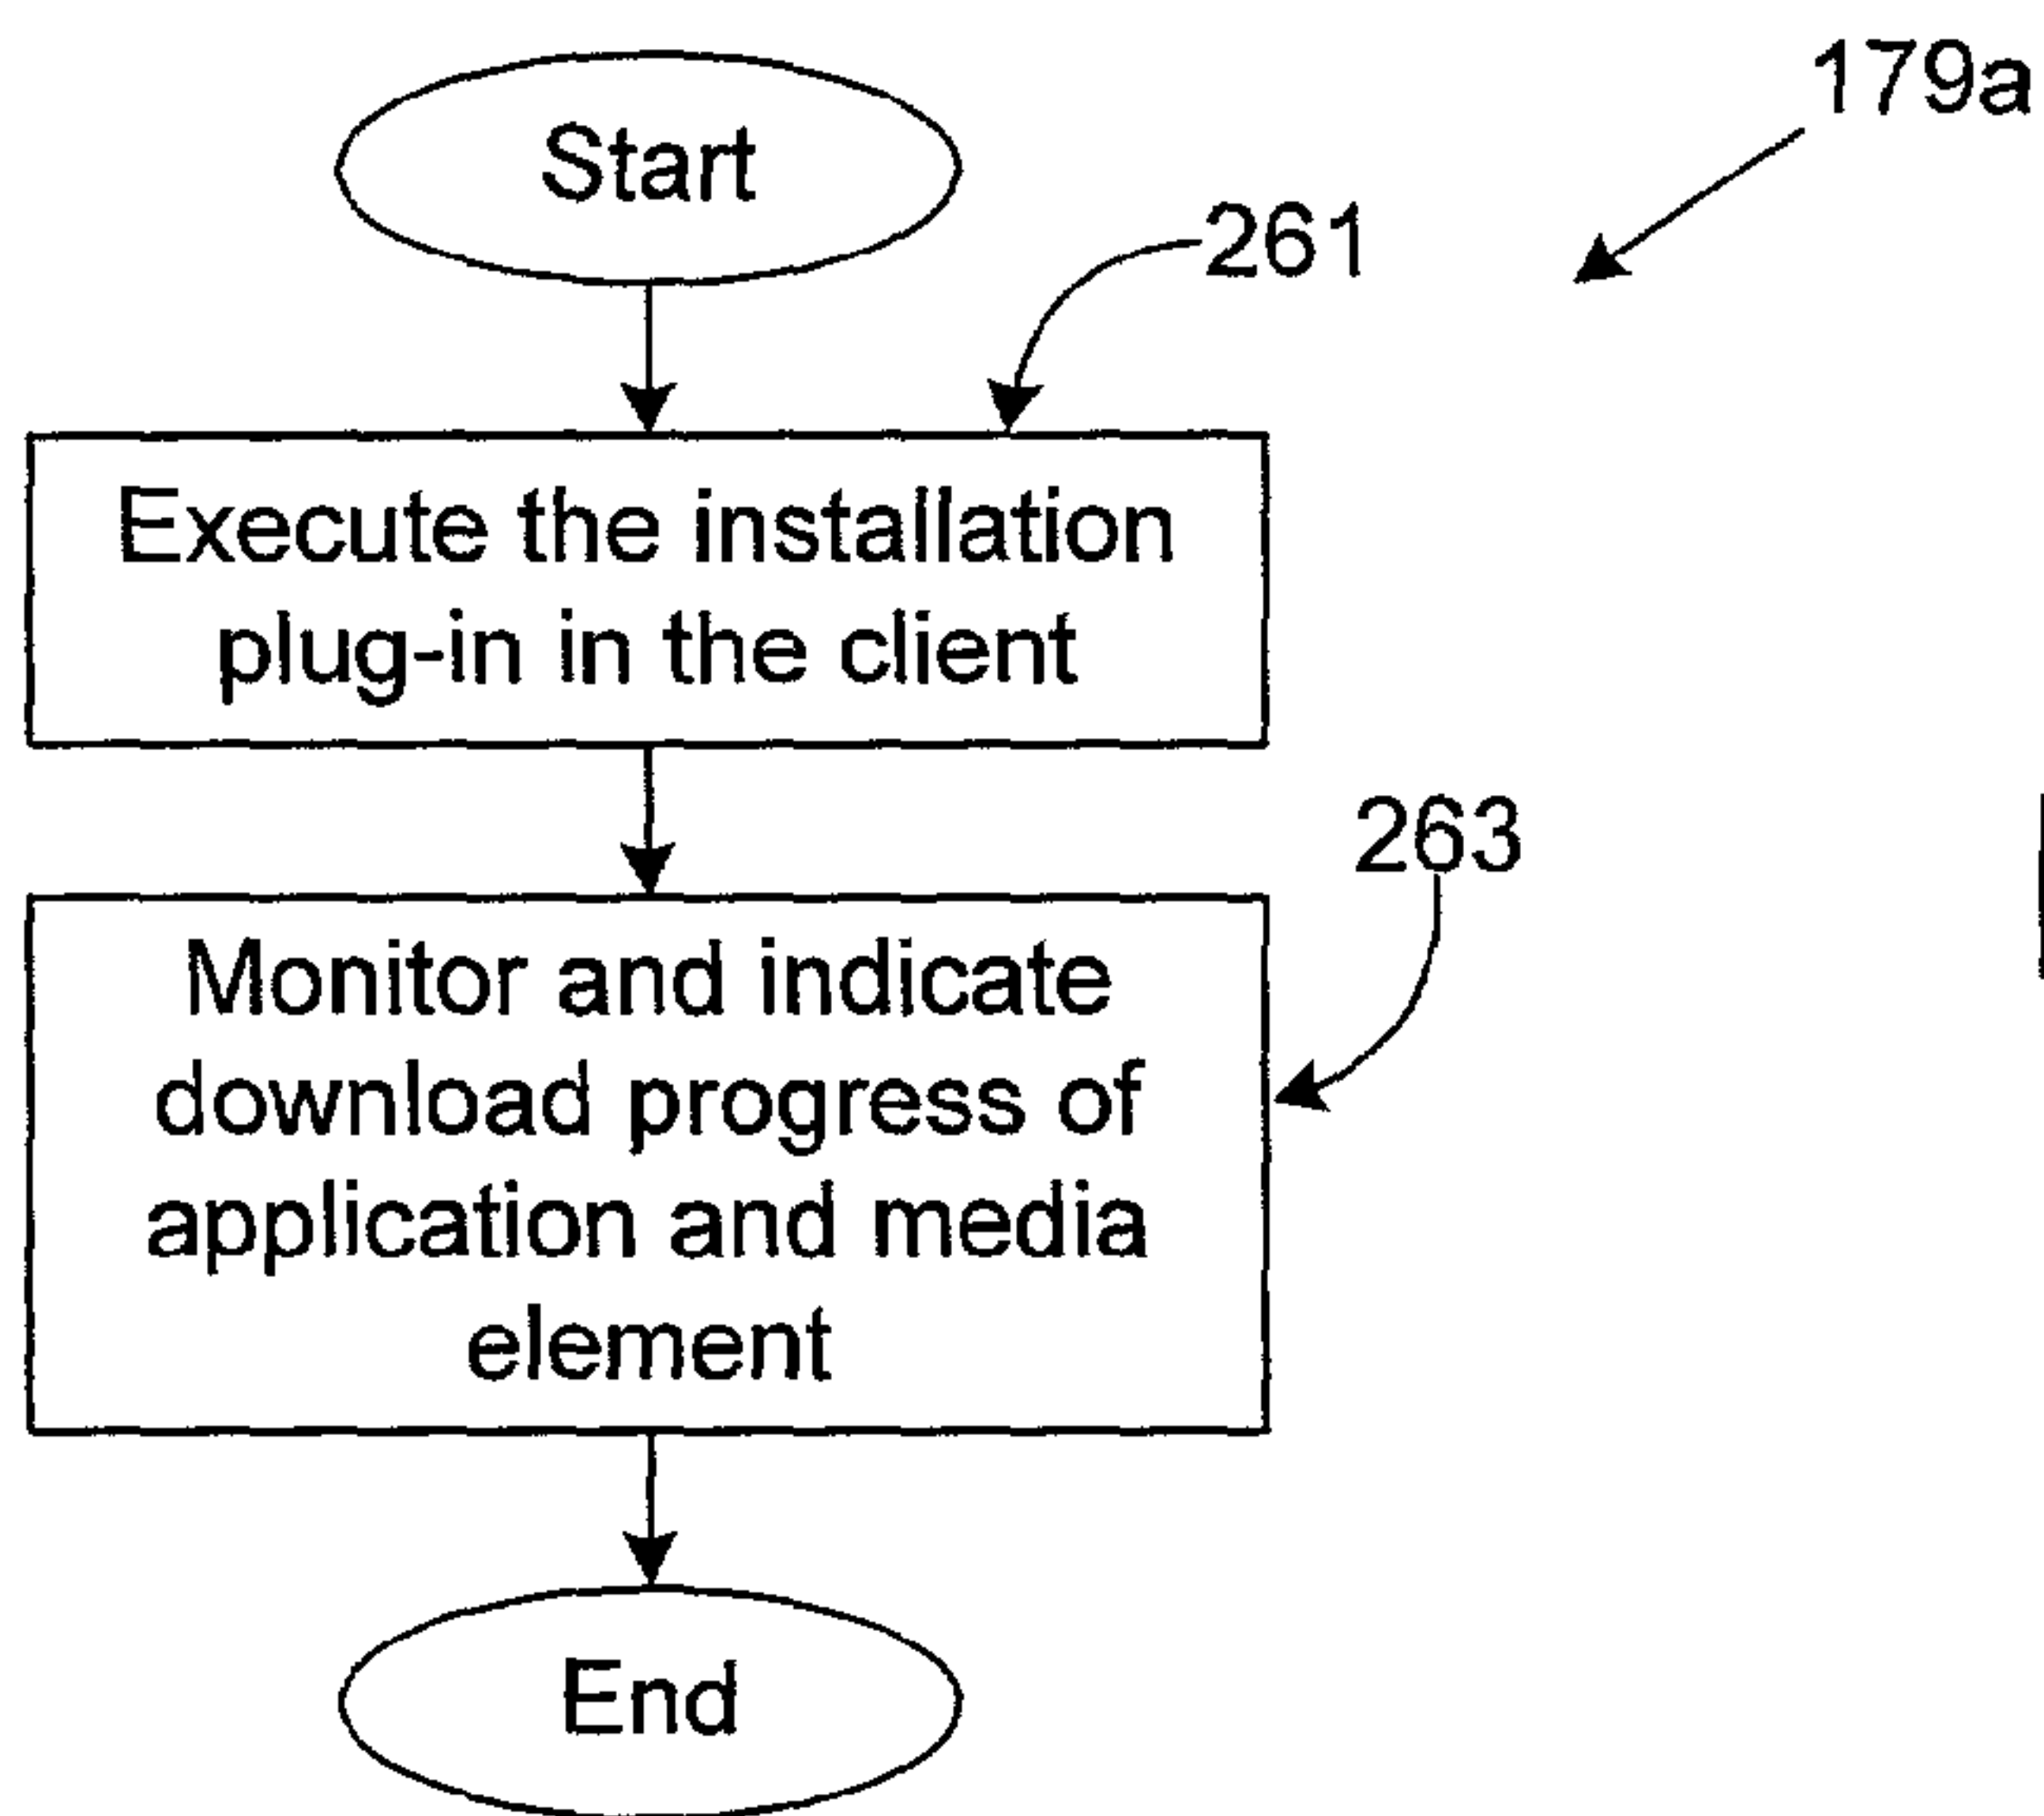 179a
Start
261
Execute the installation
plug-in in the client
263
Monitor and indicate
download progress of
application and media
element
End